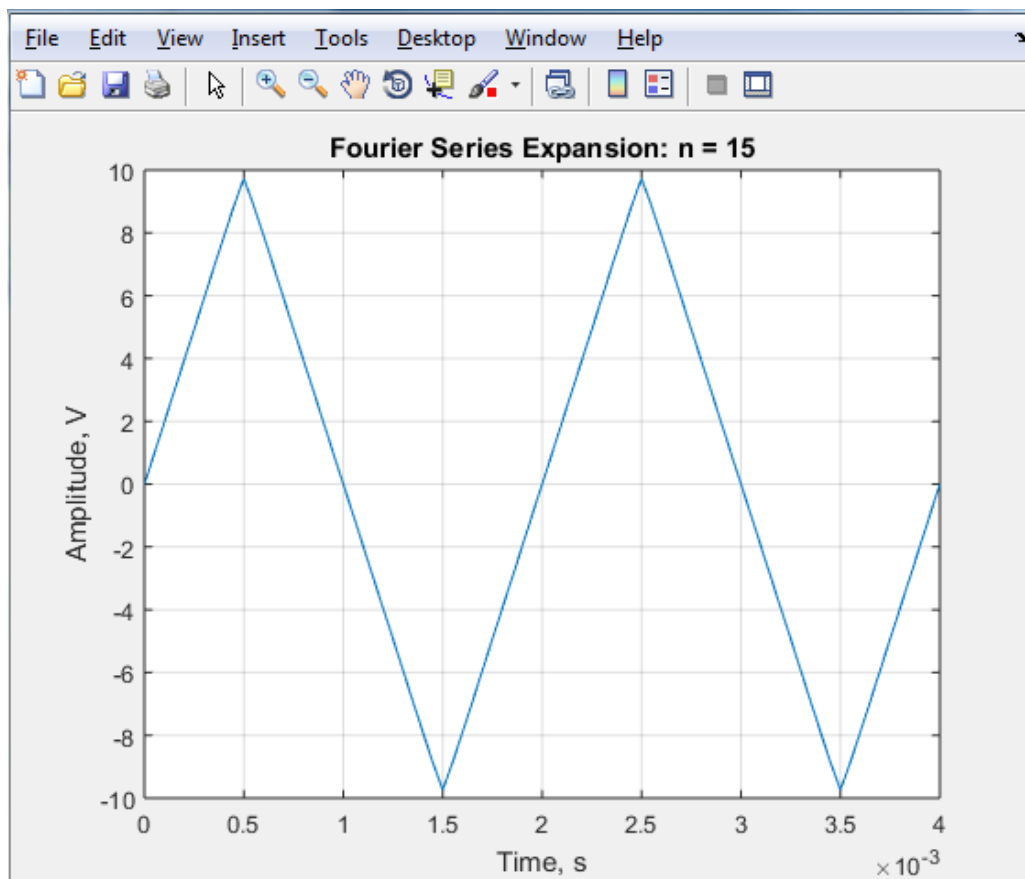 File Edit View Insert Tools Desktop Window Help
Fourier Series Expansion: n = 15
10
8
6
4
2
0
-2
-4
-6
-8
-10
Amplitude, V
0 0.5 1 1.5 2 2.5 3 3.5 4
Time, s
×10⁻³